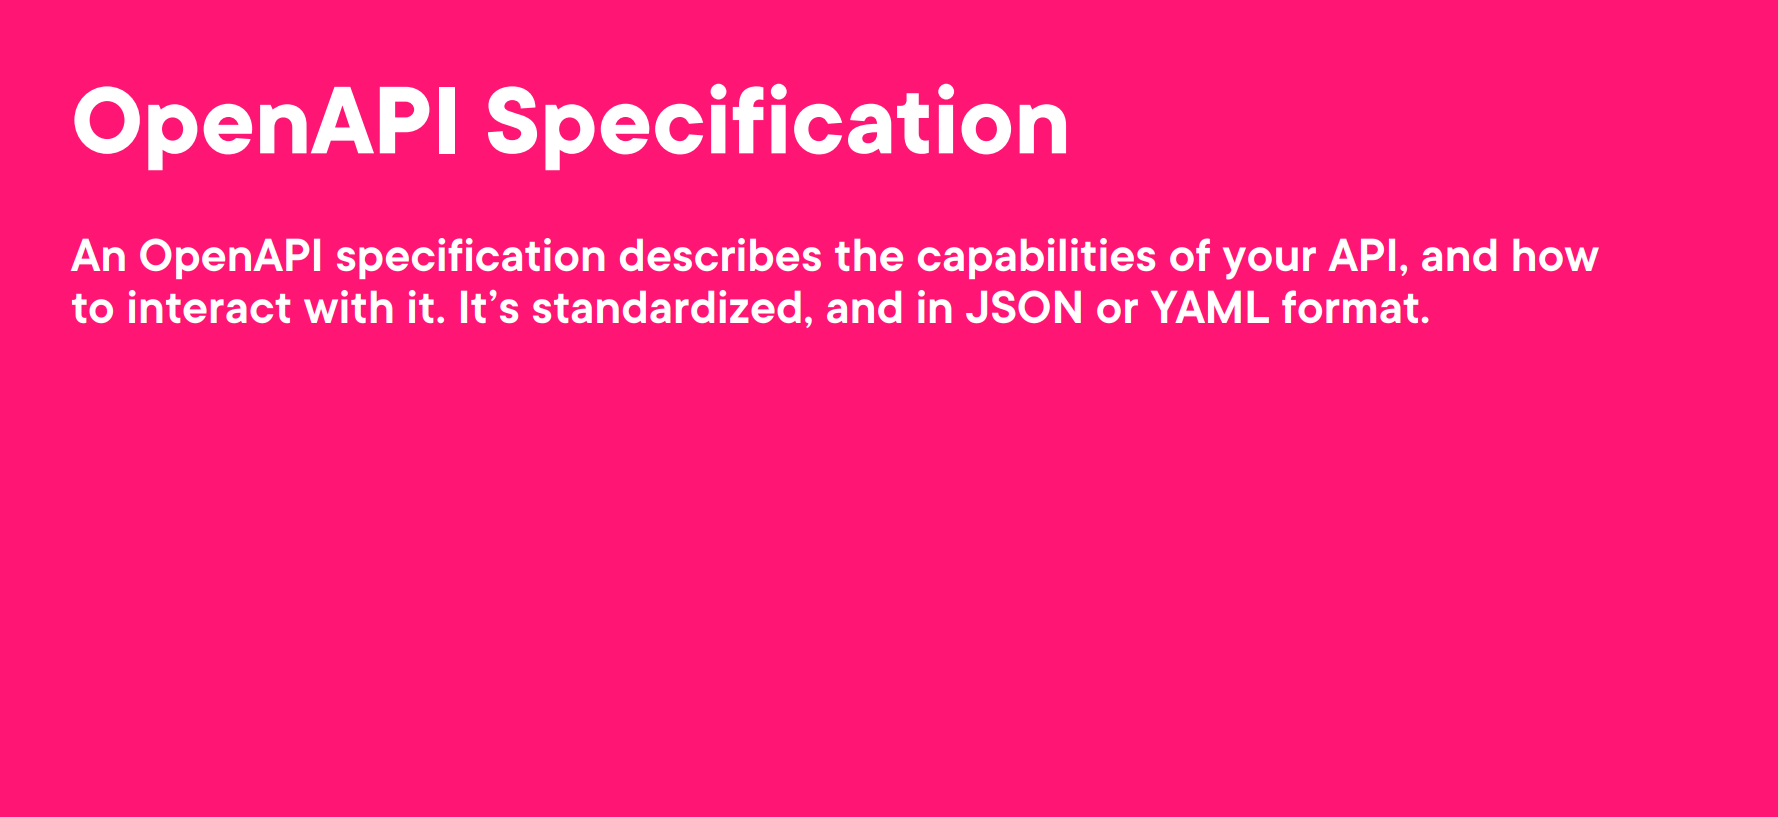 OpenAPI Specification
An OpenAPI specification describes the capabilities of your API, and how
to interact with it. It’s standardized, and in JSON or YAML format.